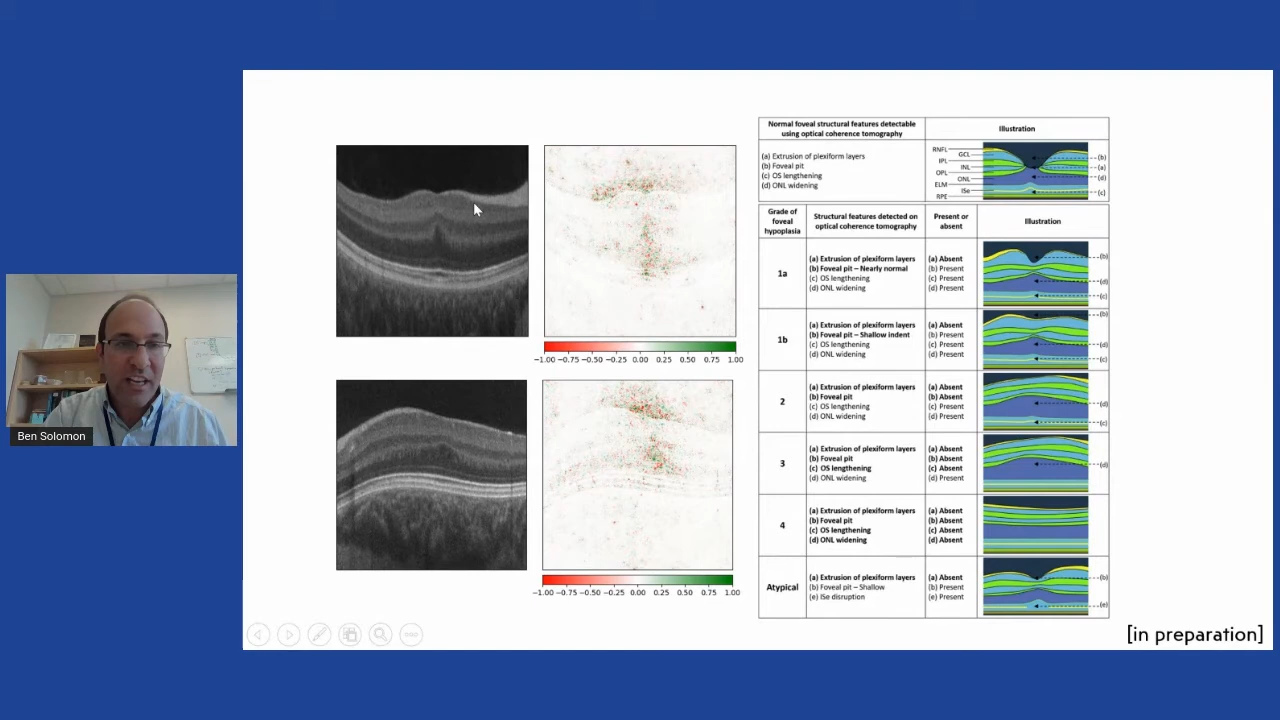 Normal foveal structural features detectable
using optical coherence tomography
Illustration
(a) Extrusion of plexiform layers
(b) Foveal pit
(c) OS lengthening
(d) ONL widening
RNFL
GCL
IPL
INL
OPL
ONL
ELM
ISe
RPE
(b)
(a)
(d)
(c)
Grade of
foveal
hypoplasia
Structural features detected on
optical coherence tomography
Present or
absent
Illustration
1a
(a) Extrusion of plexiform layers
(b) Foveal pit – Nearly normal
(c) OS lengthening
(d) ONL widening
(a) Absent
(b) Present
(c) Present
(d) Present
(b)
(d)
(c)
1b
(a) Extrusion of plexiform layers
(b) Foveal pit – Shallow indent
(c) OS lengthening
(d) ONL widening
(a) Absent
(b) Present
(c) Present
(d) Present
(b)
(d)
(c)
2
(a) Extrusion of plexiform layers
(b) Foveal pit
(c) OS lengthening
(d) ONL widening
(a) Absent
(b) Absent
(c) Present
(d) Present
(d)
(c)
3
(a) Extrusion of plexiform layers
(b) Foveal pit
(c) OS lengthening
(d) ONL widening
(a) Absent
(b) Absent
(c) Absent
(d) Present
(d)
4
(a) Extrusion of plexiform layers
(b) Foveal pit
(c) OS lengthening
(d) ONL widening
(a) Absent
(b) Absent
(c) Absent
(d) Absent
Atypical
(a) Extrusion of plexiform layers
(b) Foveal pit – Shallow
(e) ISe disruption
(a) Absent
(b) Present
(e) Present
(b)
(e)
−1.00 −0.75 −0.50 −0.25 0.00 0.25 0.50 0.75 1.00
−1.00 −0.75 −0.50 −0.25 0.00 0.25 0.50 0.75 1.00
Ben Solomon
[in preparation]